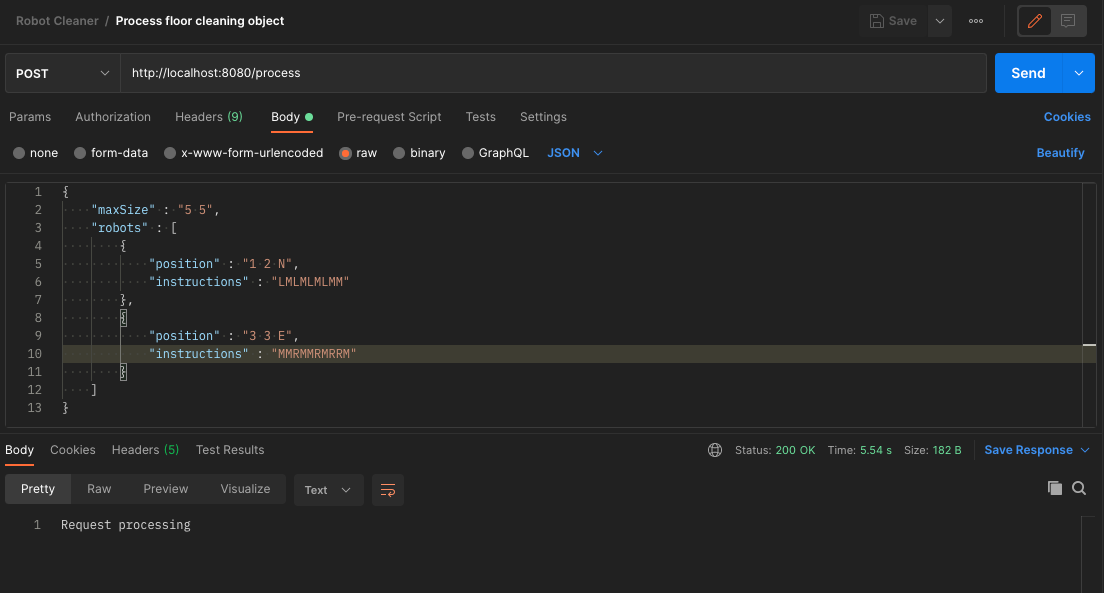 Robot Cleaner / Process floor cleaning object
Save
POST http://localhost:8080/process Send
Params Authorization Headers (9) Body Pre-request Script Tests Settings Cookies
none form-data x-www-form-urlencoded raw binary GraphQL JSON Beautify
1 {
2 "maxSize" : "5 5",
3 "robots" : [
4 {
5 "position" : "1 2 N",
6 "instructions" : "LMLMLMLMM"
7 },
8 {
9 "position" : "3 3 E",
10 "instructions" : "MMRMMRMRRM"
11 }
12 ]
13 }
Body Cookies Headers (5) Test Results Status: 200 OK Time: 5.54 s Size: 182 B Save Response
Pretty Raw Preview Visualize Text
1 Request processing